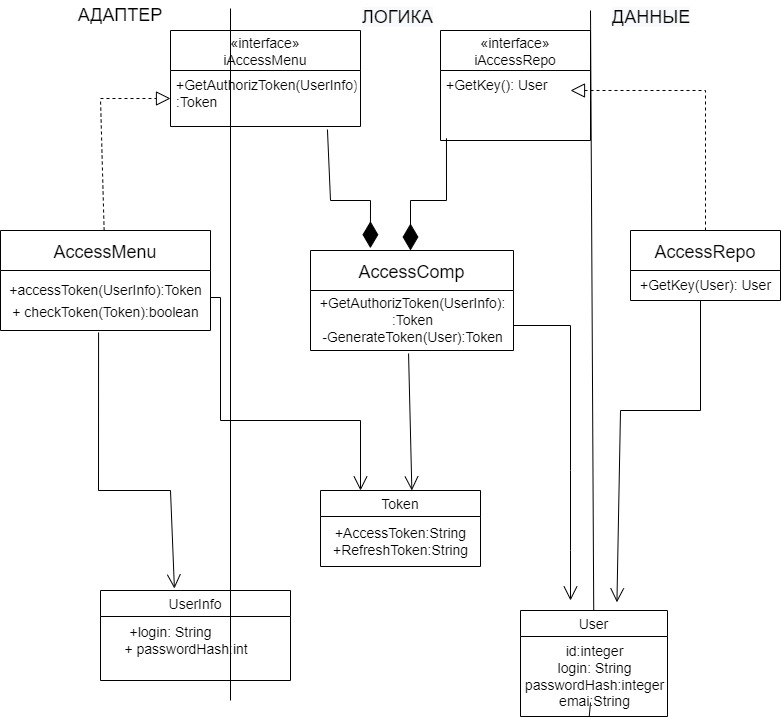 АДАПТЕР
ЛОГИКА
ДАННЫЕ
«interface»
iAccessMenu
+GetAuthorizToken(UserInfo)
:Token
«interface»
iAccessRepo
+GetKey(): User
AccessMenu
+accessToken(UserInfo):Token
+ checkToken(Token):boolean
AccessComp
+GetAuthorizToken(UserInfo):
:Token
-GenerateToken(User):Token
AccessRepo
+GetKey(User): User
Token
+AccessToken:String
+RefreshToken:String
UserInfo
+login: String
+ passwordHash:int
User
id:integer
login: String
passwordHash:integer
emai:String